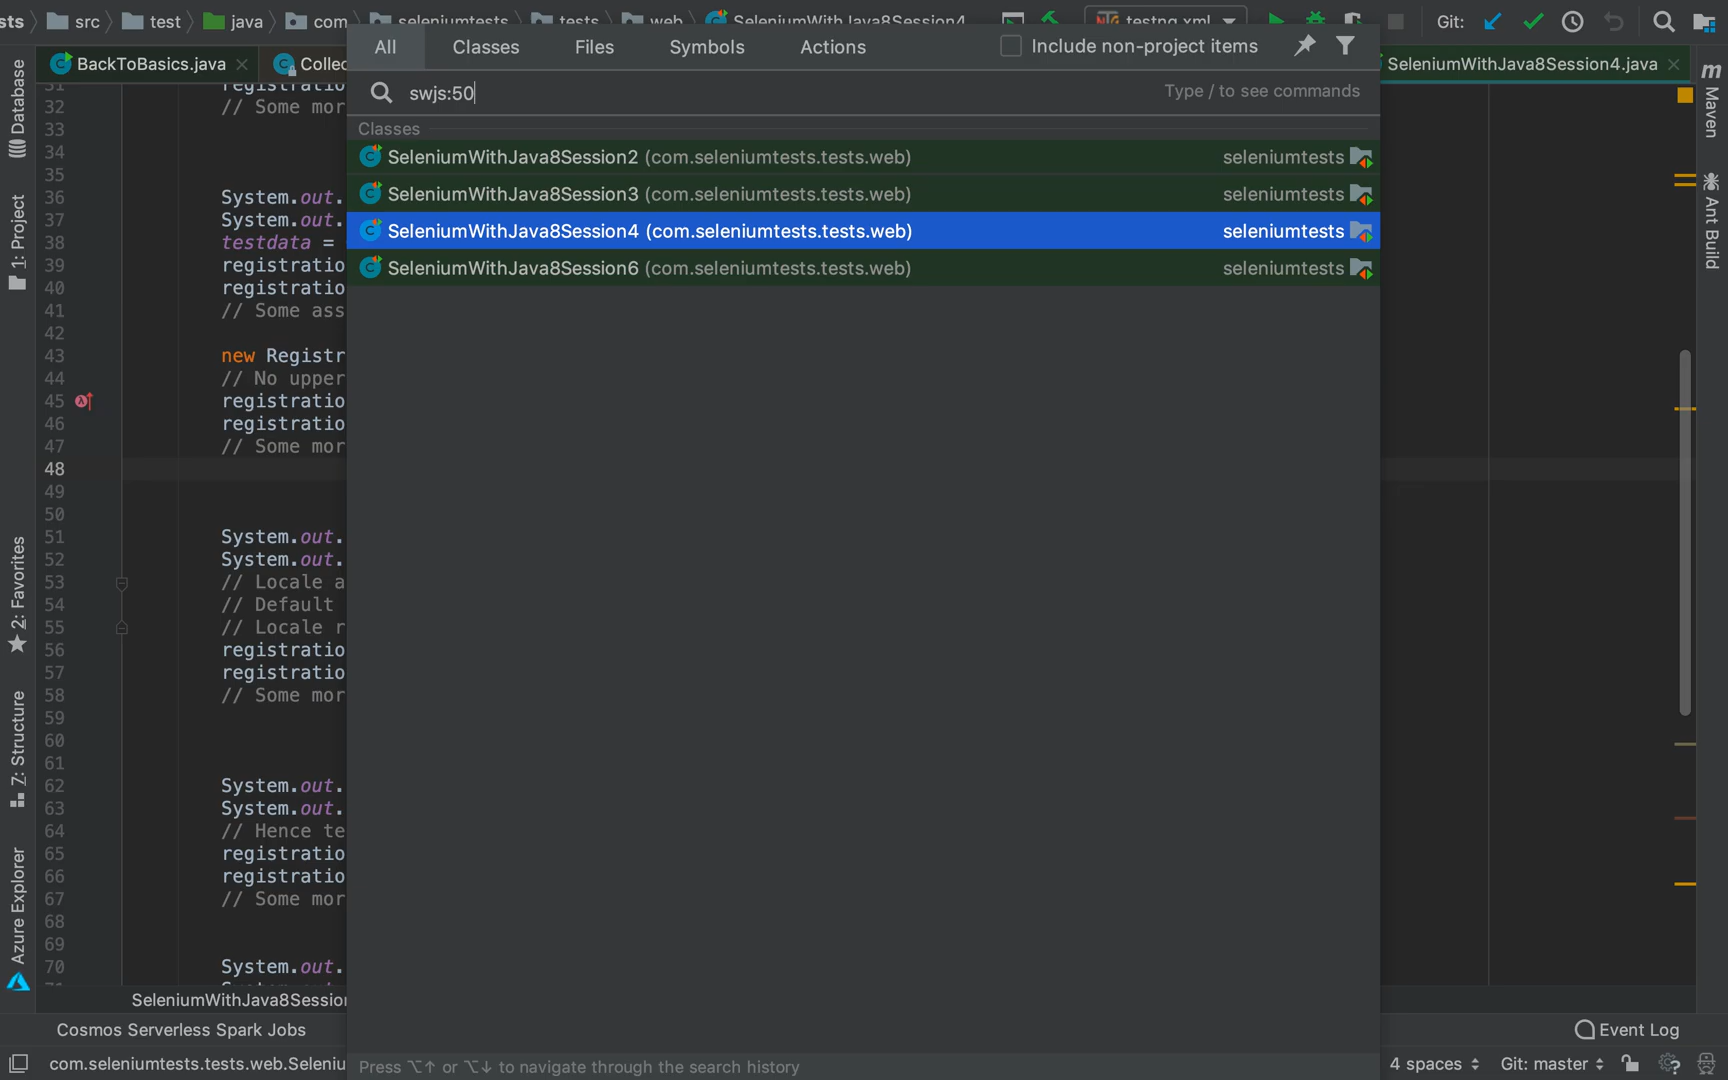 sts src test java com seleniumtests tests web SeleniumWithJava8Session4 testng.xml Git:
BackToBasics.java Collec SeleniumWithJava8Session4.java
All Classes Files Symbols Actions Include non-project items
swjs:50 Type / to see commands
Classes
SeleniumWithJava8Session2 (com.seleniumtests.tests.web) seleniumtests
SeleniumWithJava8Session3 (com.seleniumtests.tests.web) seleniumtests
SeleniumWithJava8Session4 (com.seleniumtests.tests.web) seleniumtests
SeleniumWithJava8Session6 (com.seleniumtests.tests.web) seleniumtests
31 registration
32 // Some mor
33
34
35
36 System.out.
37 System.out.
38 testdata =
39 registratio
40 registratio
41 // Some ass
42
43 new Registr
44 // No upper
45 registratio
46 registratio
47 // Some mor
48
49
50
51 System.out.
52 System.out.
53 // Locale a
54 // Default
55 // Locale r
56 registratio
57 registratio
58 // Some mor
59
60
61
62 System.out.
63 System.out.
64 // Hence te
65 registratio
66 registratio
67 // Some mor
68
69
70 System.out.
SeleniumWithJava8Session
Database
1: Project
2: Favorites
7: Structure
Azure Explorer
m Maven
Ant Build
Press ⌥↑ or ⌥↓ to navigate through the search history
Cosmos Serverless Spark Jobs Event Log
com.seleniumtests.tests.web.Seleniu 4 spaces Git: master